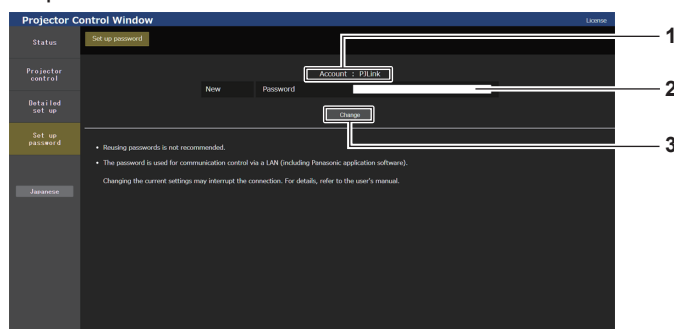 Projector Control Window
License
Status
Set up password
1
Projector
control
Account : PJLink
New Password
2
Detailed
set up
Change
Set up
password
3
• Reusing passwords is not recommended.
• The password is used for communication control via a LAN (including Panasonic application software).
Changing the current settings may interrupt the connection. For details, refer to the user's manual.
Japanese